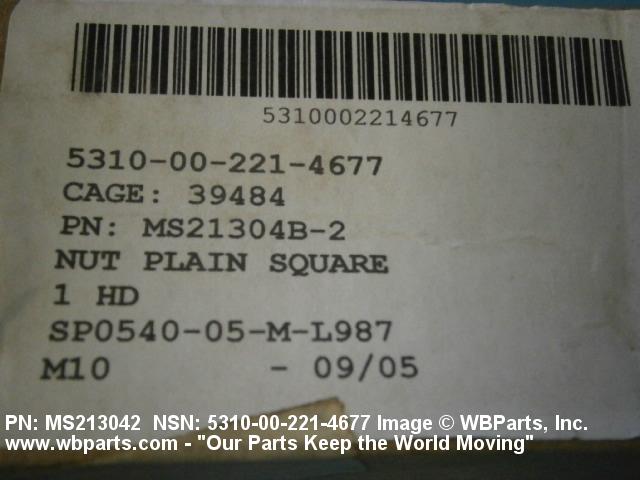 5310002214677
5310-00-221-4677
CAGE: 39484
PN: MS21304B-2
NUT PLAIN SQUARE
1 HD
SP0540-05-M-L987
M10 - 09/05
PN: MS213042 NSN: 5310-00-221-4677 Image © WBParts, Inc.
www.wbparts.com - "Our Parts Keep the World Moving"